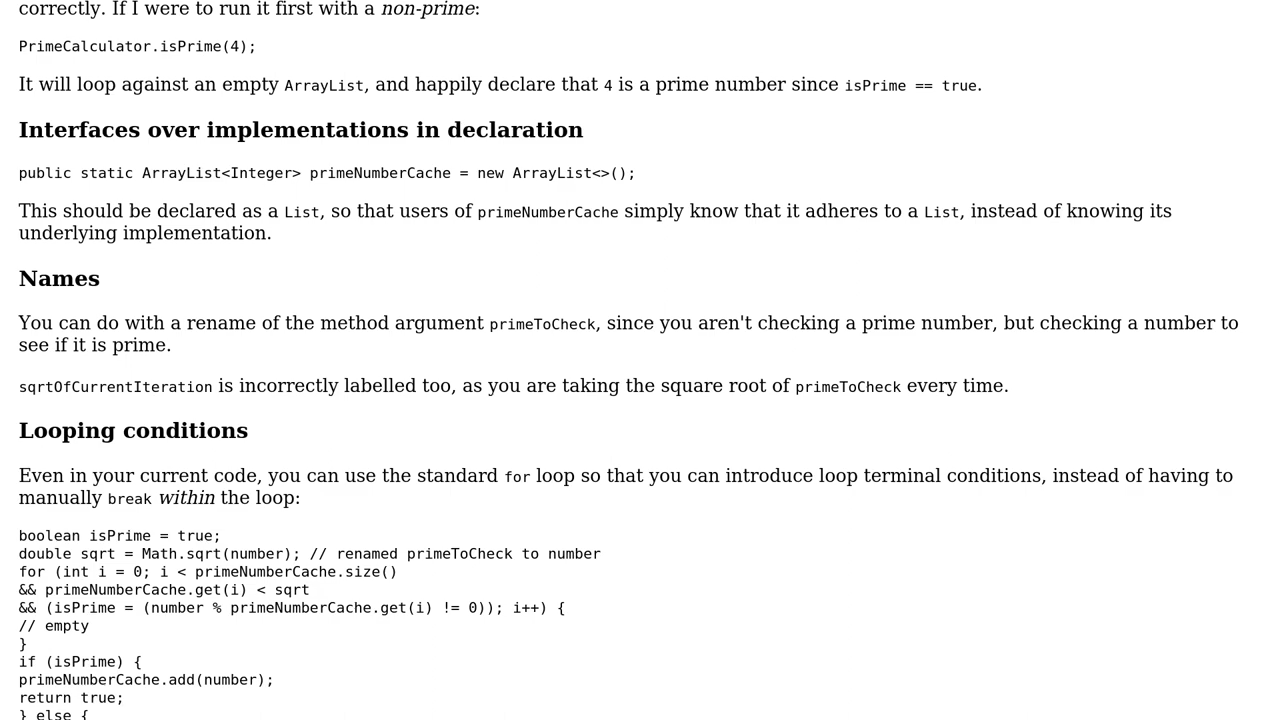 correctly. If I were to run it first with a non-prime:
PrimeCalculator.isPrime(4);
It will loop against an empty ArrayList, and happily declare that 4 is a prime number since isPrime == true.
Interfaces over implementations in declaration
public static ArrayList<Integer> primeNumberCache = new ArrayList<>();
This should be declared as a List, so that users of primeNumberCache simply know that it adheres to a List, instead of knowing its
underlying implementation.
Names
You can do with a rename of the method argument primeToCheck, since you aren't checking a prime number, but checking a number to
see if it is prime.
sqrtOfCurrentIteration is incorrectly labelled too, as you are taking the square root of primeToCheck every time.
Looping conditions
Even in your current code, you can use the standard for loop so that you can introduce loop terminal conditions, instead of having to
manually break within the loop:
boolean isPrime = true;
double sqrt = Math.sqrt(number); // renamed primeToCheck to number
for (int i = 0; i < primeNumberCache.size()
&& primeNumberCache.get(i) < sqrt
&& (isPrime = (number % primeNumberCache.get(i) != 0)); i++) {
// empty
}
if (isPrime) {
primeNumberCache.add(number);
return true;
} else {